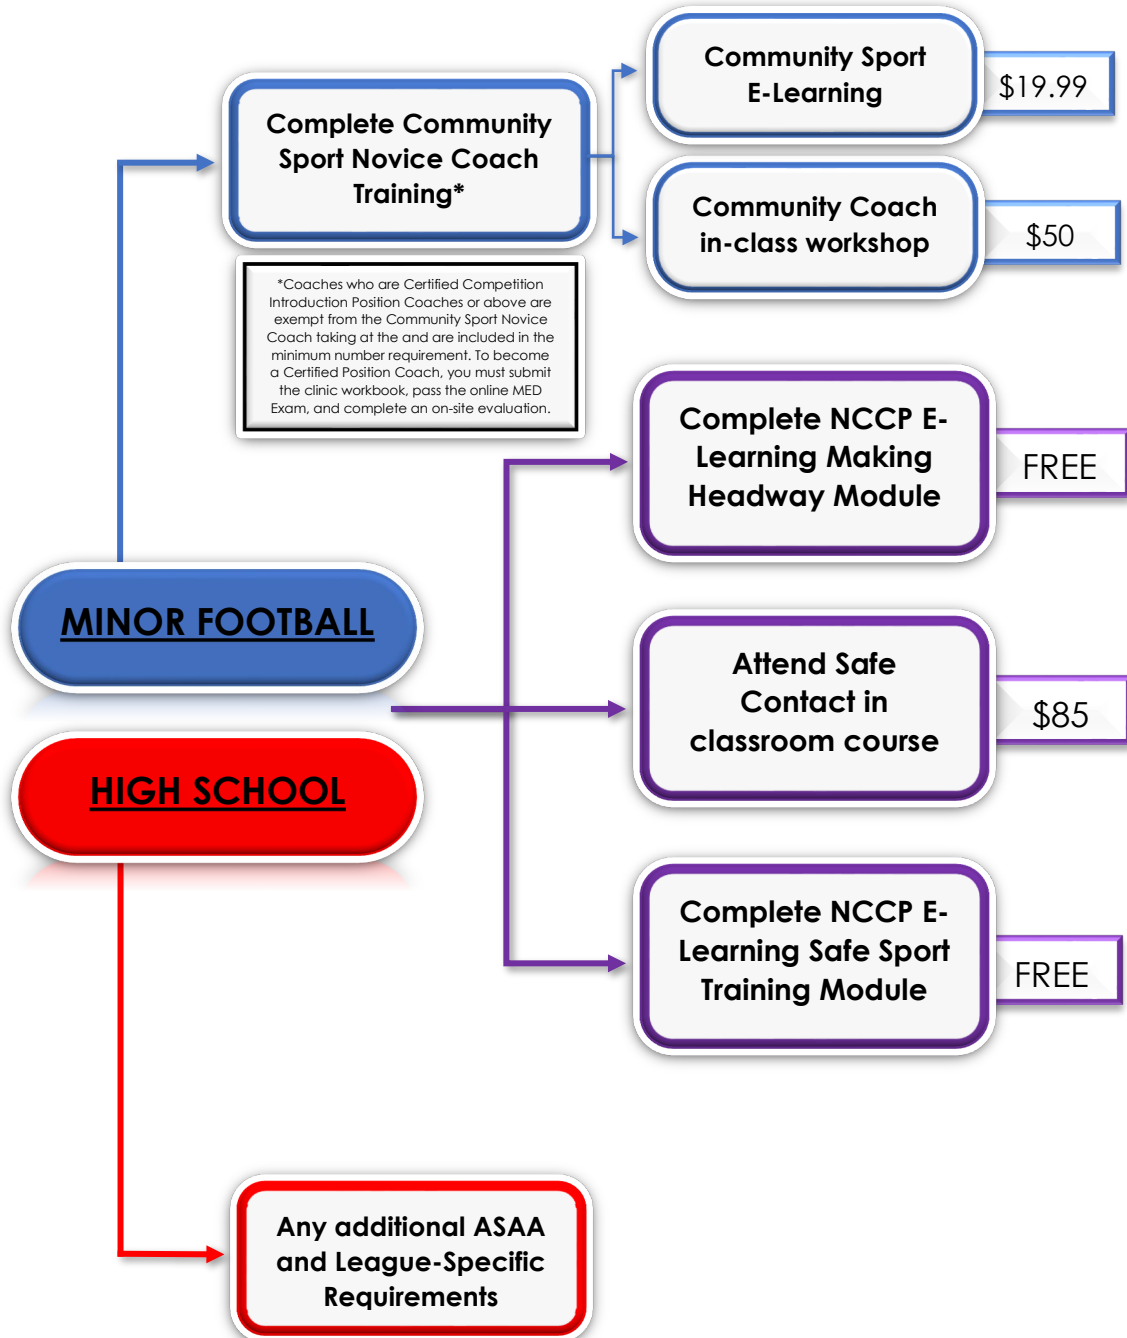 Community Sport
E-Learning
$19.99
Complete Community
Sport Novice Coach
Training*
Community Coach
in-class workshop
$50
*Coaches who are Certified Competition
Introduction Position Coaches or above are
exempt from the Community Sport Novice
Coach taking at the and are included in the
minimum number requirement. To become
a Certified Position Coach, you must submit
the clinic workbook, pass the online MED
Exam, and complete an on-site evaluation.
Complete NCCP E-
Learning Making
Headway Module
FREE
MINOR FOOTBALL
Attend Safe
Contact in
classroom course
$85
HIGH SCHOOL
Complete NCCP E-
Learning Safe Sport
Training Module
FREE
Any additional ASAA
and League-Specific
Requirements